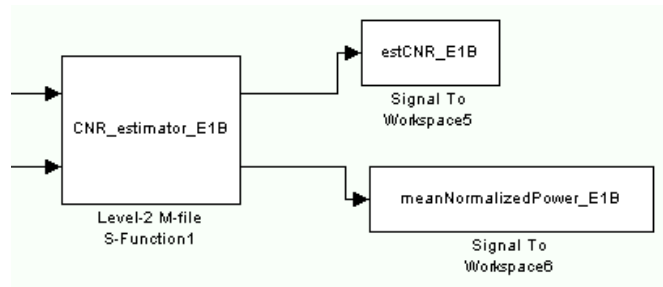 estCNR_E1B
Signal To
Workspace5
CNR_estimator_E1B
Level-2 M-file
S-Function1
meanNormalizedPower_E1B
Signal To
Workspace6